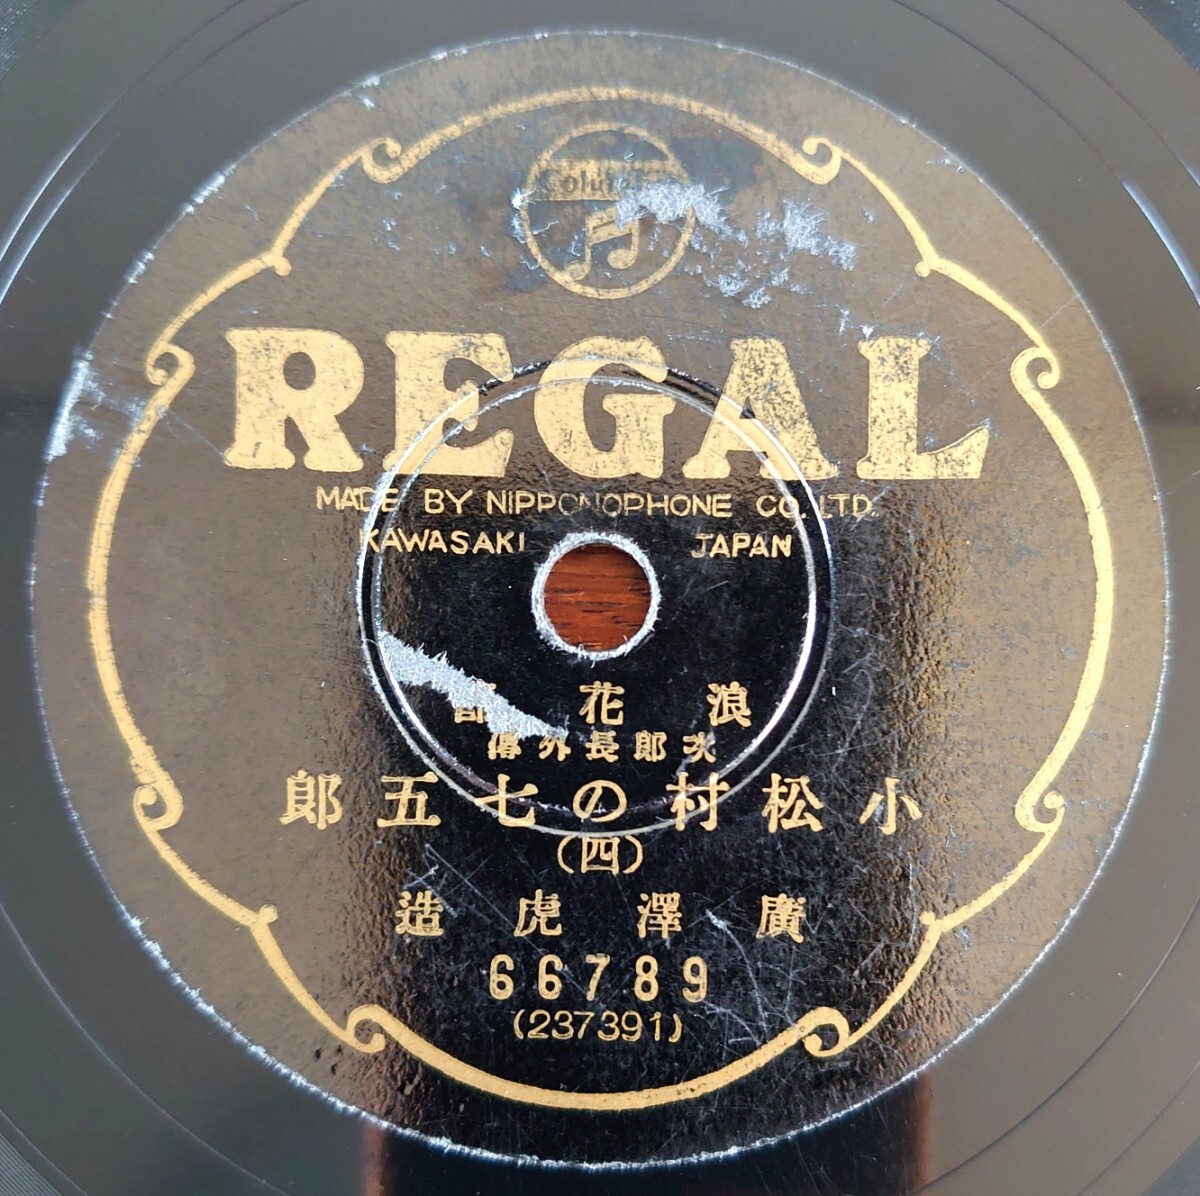 REGAL
MADE BY NIPPONOPHONE CO. LTD.
KAWASAKI JAPAN
浪花節
次郎長外傳
小松村の七五郎
(四)
廣澤虎造
66789
(237391)